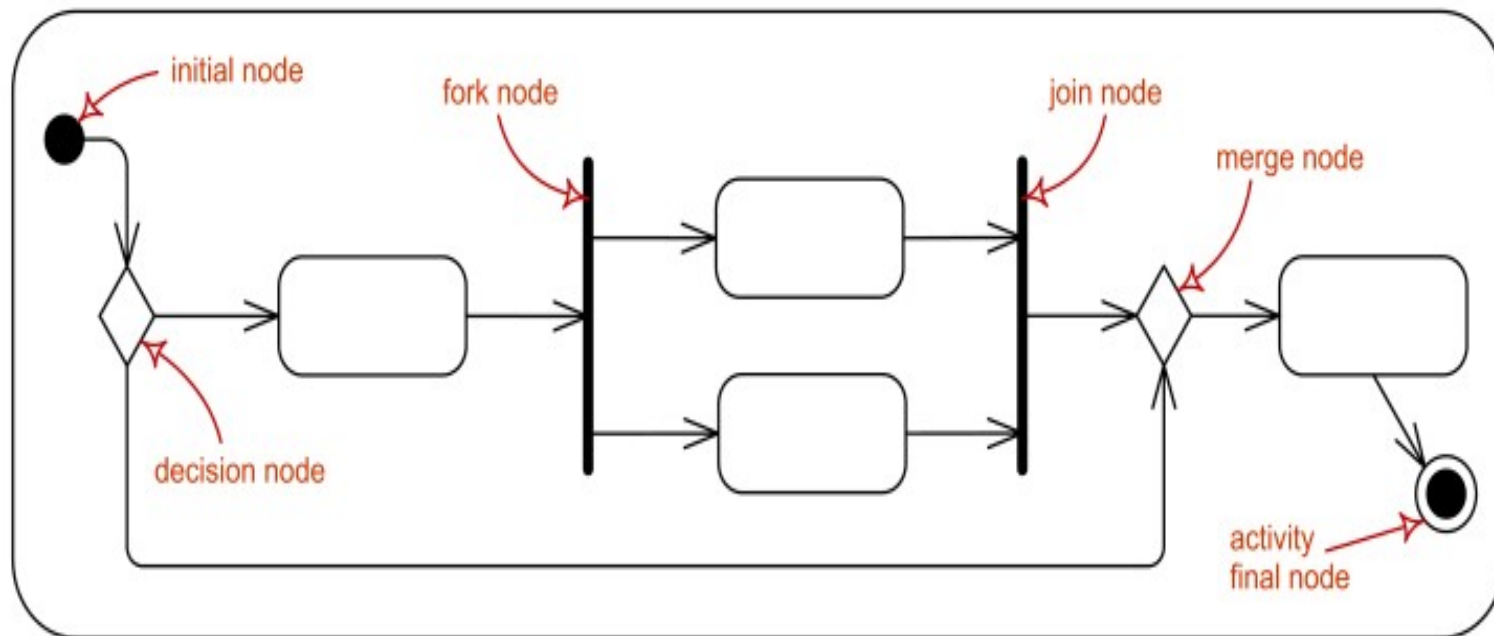 initial node
fork node
join node
merge node
decision node
activity
final node